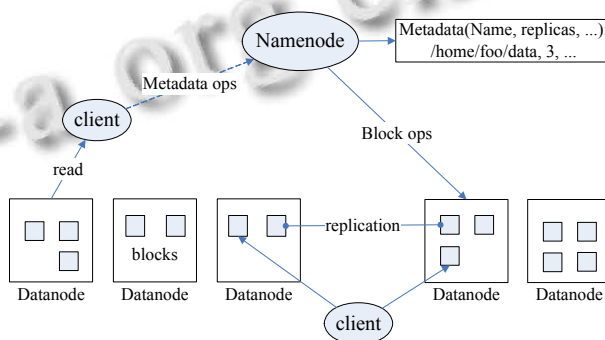 Namenode
Metadata(Name, replicas, ...)
/home/foo/data, 3, ...
Metadata ops
client
Block ops
read
blocks
replication
Datanode
Datanode
Datanode
Datanode
Datanode
client